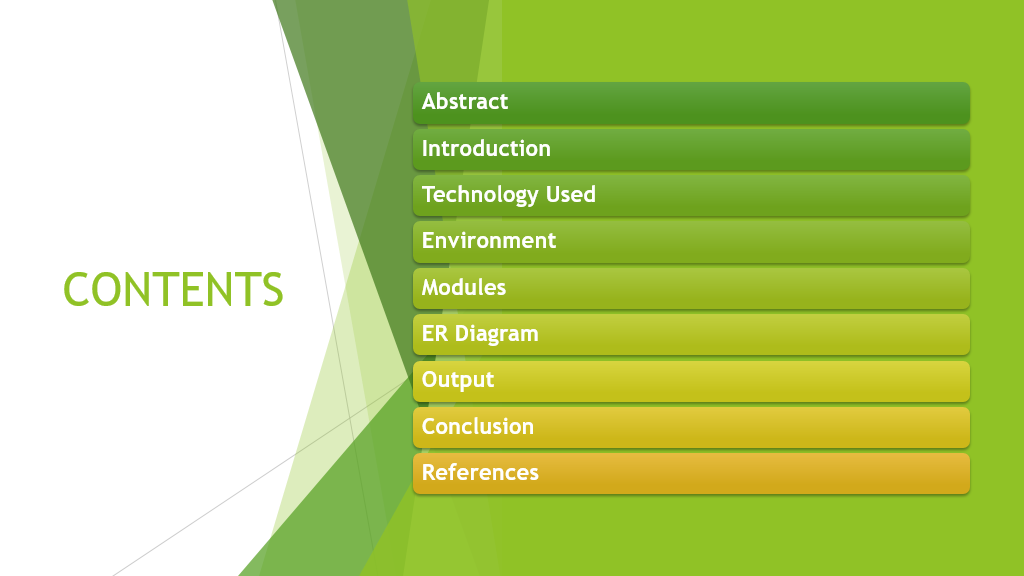 CONTENTS
Abstract
Introduction
Technology Used
Environment
Modules
ER Diagram
Output
Conclusion
References